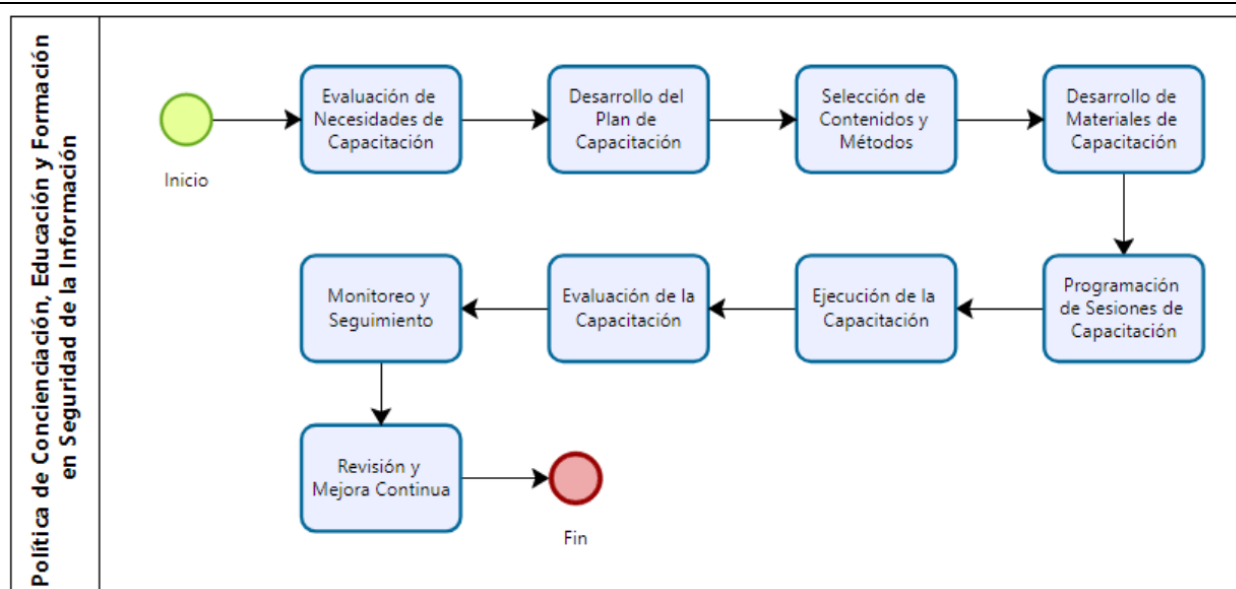 Política de Concienciación, Educación y Formación
en Seguridad de la Información
Inicio
Evaluación de
Necesidades de
Capacitación
Desarrollo del
Plan de
Capacitación
Selección de
Contenidos y
Métodos
Desarrollo de
Materiales de
Capacitación
Programación
de Sesiones de
Capacitación
Ejecución de la
Capacitación
Evaluación de la
Capacitación
Monitoreo y
Seguimiento
Revisión y
Mejora Continua
Fin